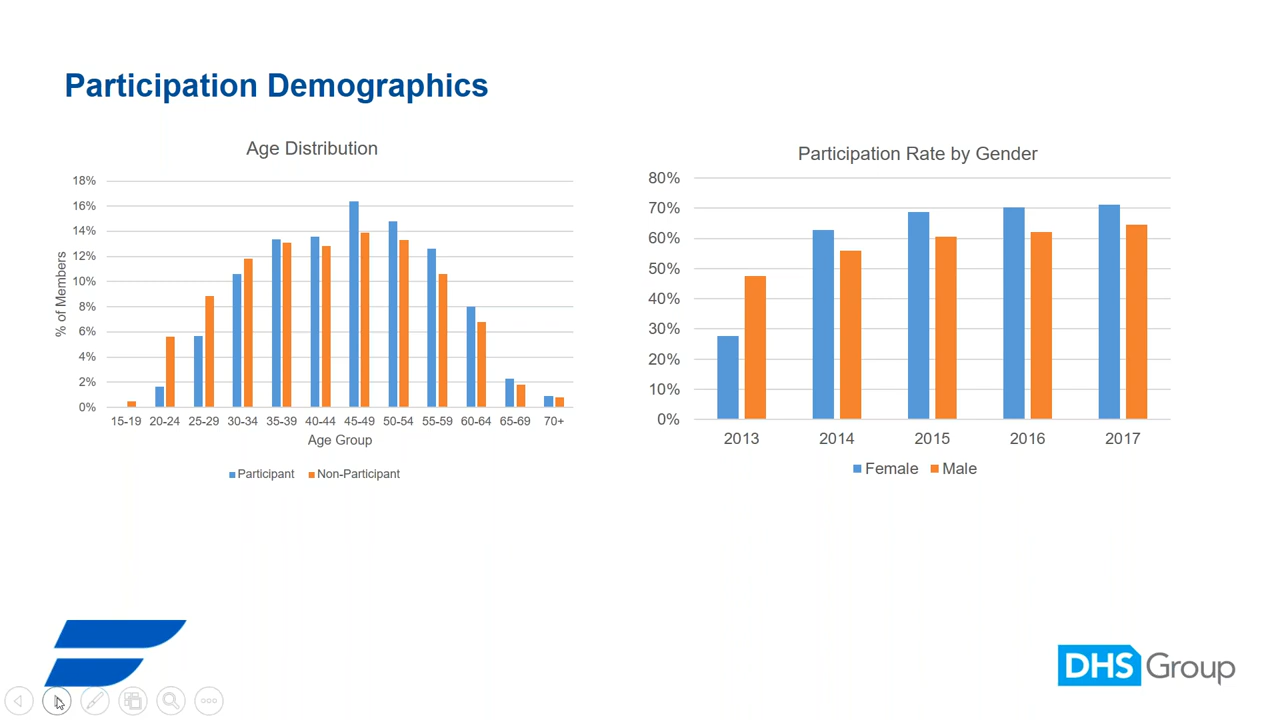 Participation Demographics
Age Distribution
18%
16%
14%
12%
10%
8%
6%
4%
2%
0%
% of Members
15-19 20-24 25-29 30-34 35-39 40-44 45-49 50-54 55-59 60-64 65-69 70+
Age Group
Participant Non-Participant
Participation Rate by Gender
80%
70%
60%
50%
40%
30%
20%
10%
0%
2013 2014 2015 2016 2017
Female Male
DHS Group